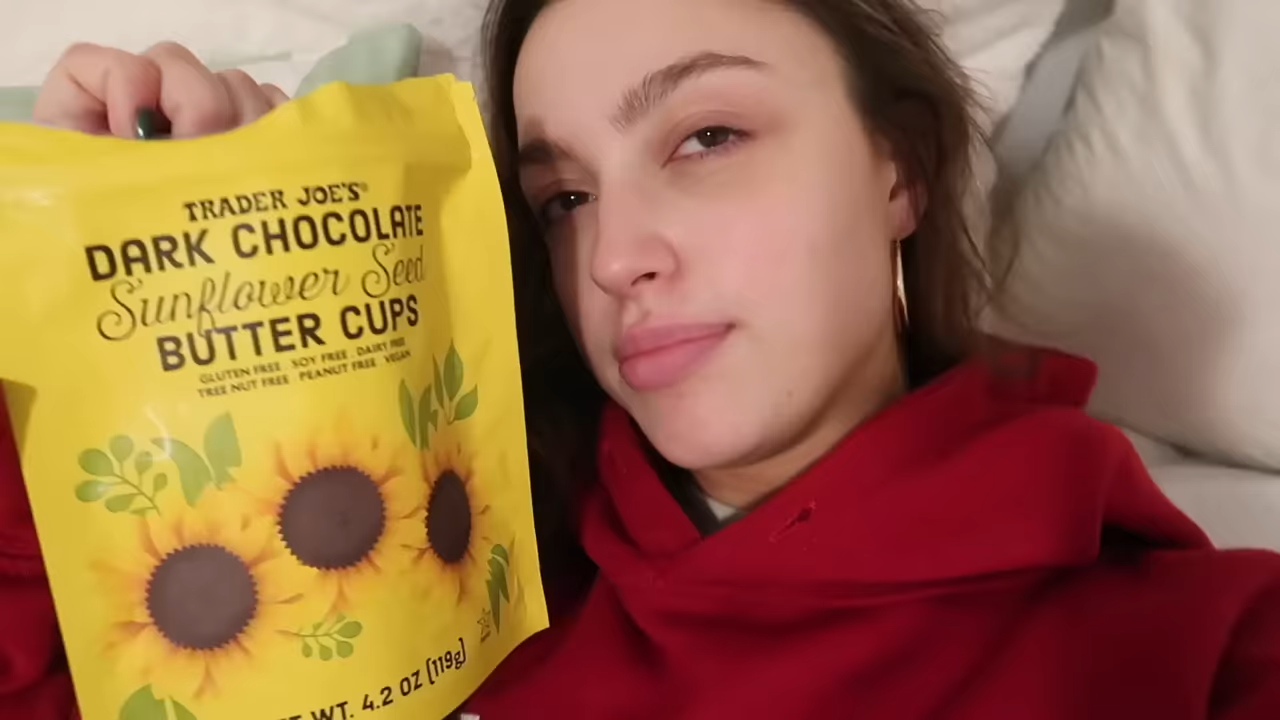 TRADER JOE'S®
DARK CHOCOLATE
Sunflower Seed
BUTTER CUPS
GLUTEN FREE . SOY FREE . DAIRY FREE
TREE NUT FREE . PEANUT FREE . VEGAN
WT. 4.2 OZ (119g)